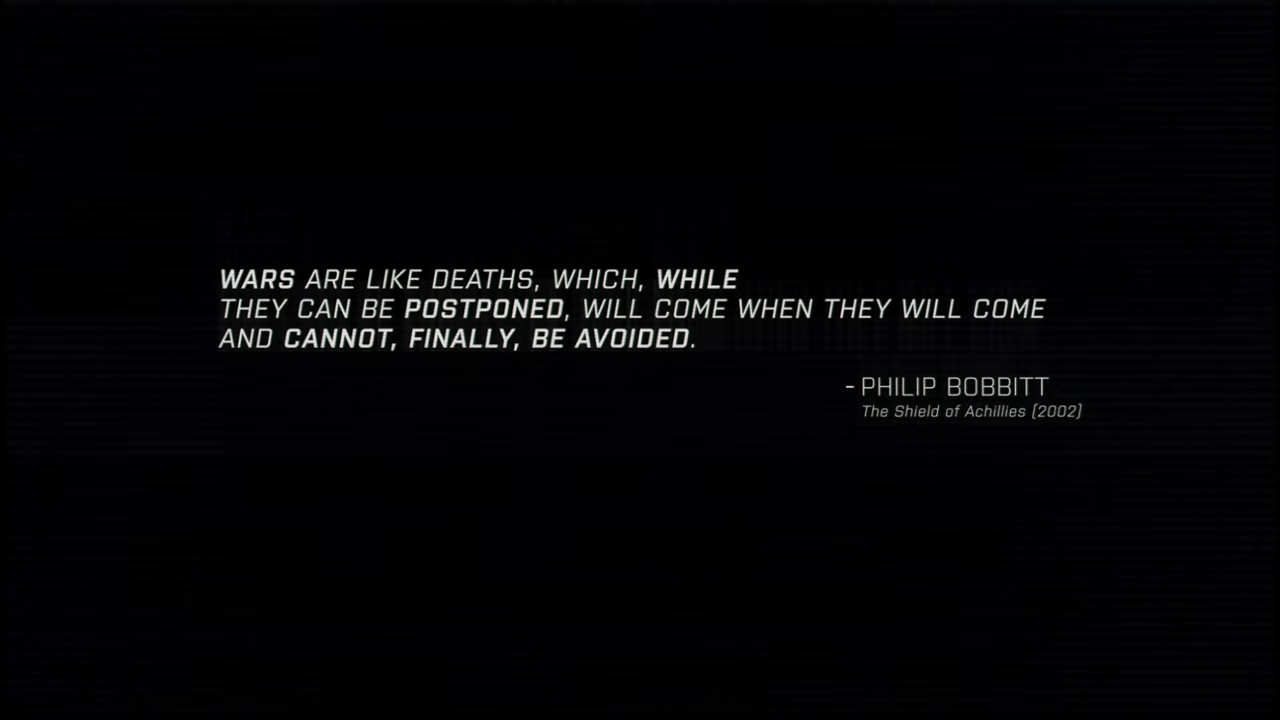 WARS ARE LIKE DEATHS, WHICH, WHILE
THEY CAN BE POSTPONED, WILL COME WHEN THEY WILL COME
AND CANNOT, FINALLY, BE AVOIDED.
- PHILIP BOBBITT
The Shield of Achillies (2002)